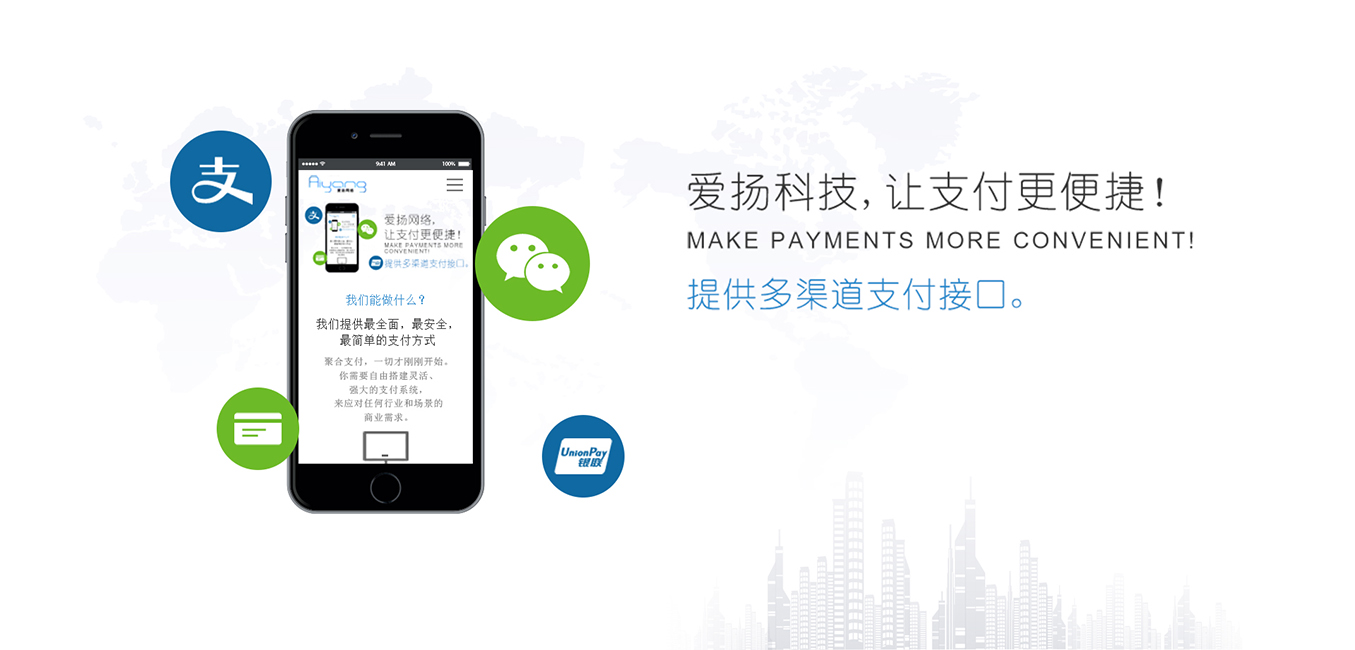 爱扬科技，让支付更便捷！
MAKE PAYMENTS MORE CONVENIENT!
提供多渠道支付接口。
支
9:41 AM
100%
Aiyang
爱扬科技
爱扬网络，
让支付更便捷！
MAKE PAYMENTS MORE
CONVENIENT!
提供多渠道支付接口。
我们能做什么？
我们提供最全面，最安全，
最简单的支付方式
聚合支付，一切才刚刚开始。
你需要自由搭建灵活、
强大的支付系统，
来应对任何行业和场景的
商业需求。
UnionPay
银联